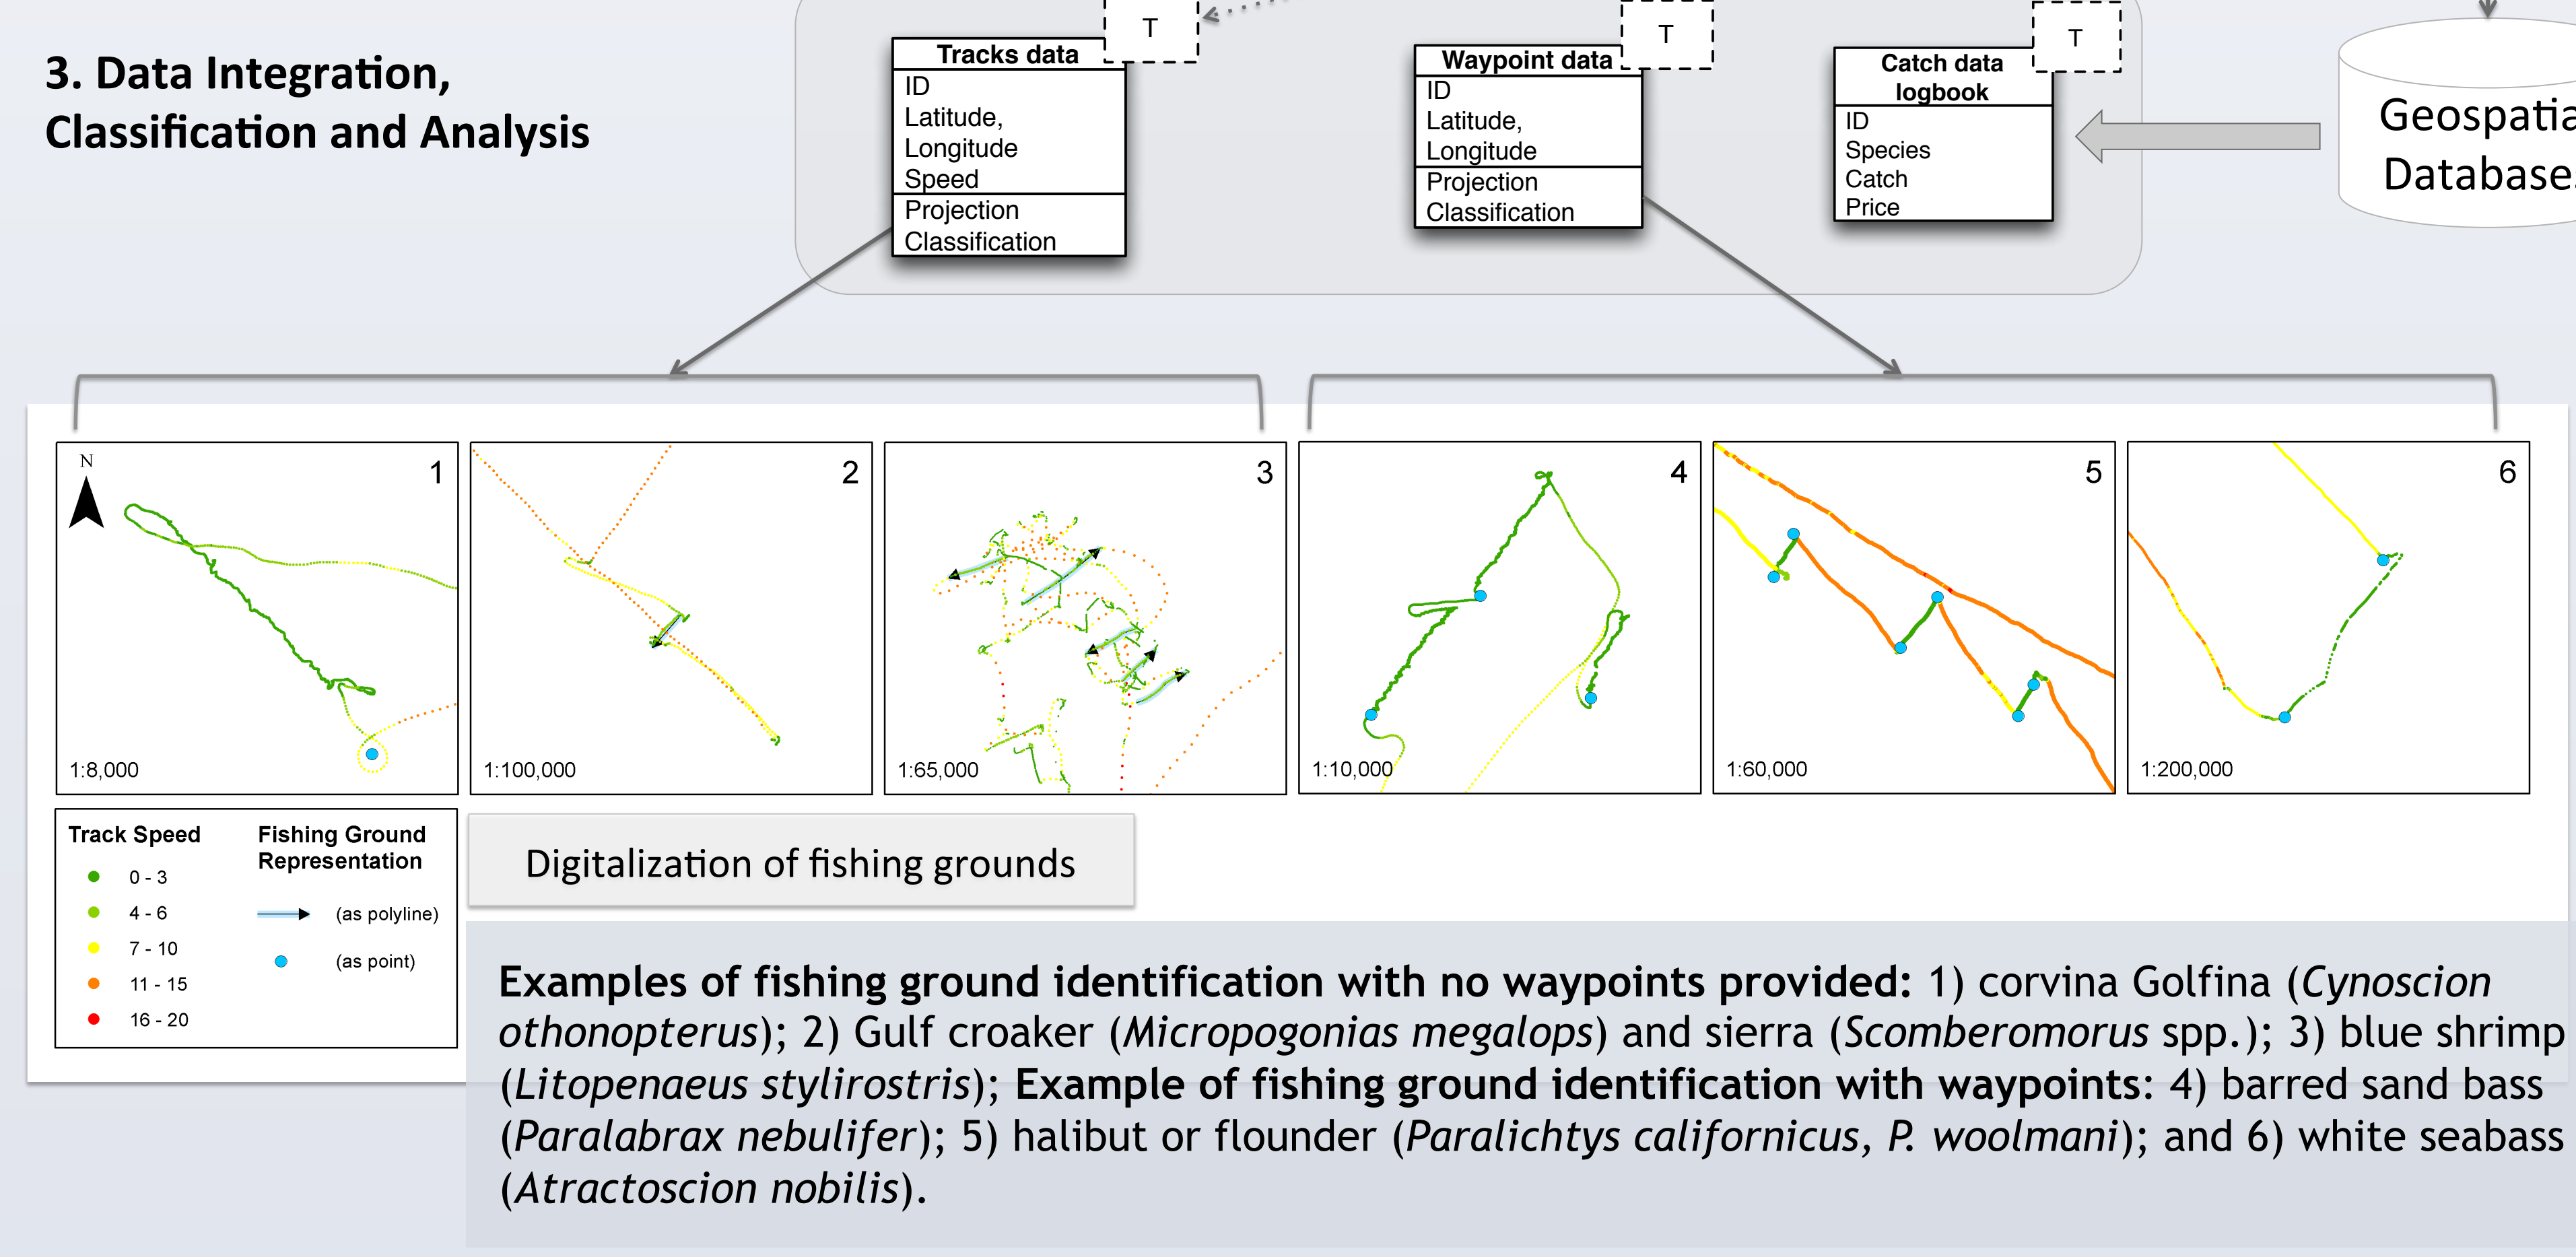 3. Data Integration,
Classification and Analysis
T
Tracks data
ID
Latitude,
Longitude
Speed
Projection
Classification
T
Waypoint data
ID
Latitude,
Longitude
Projection
Classification
T
Catch data
logbook
ID
Species
Catch
Price
N
1
1:8,000
2
1:100,000
3
1:65,000
4
1:10,000
5
1:60,000
6
1:200,000
Track Speed
0 - 3
4 - 6
7 - 10
11 - 15
16 - 20
Fishing Ground
Representation
(as polyline)
(as point)
Digitalization of fishing grounds
Examples of fishing ground identification with no waypoints provided: 1) corvina Golfina (Cynoscion
othonopterus); 2) Gulf croaker (Micropogonias megalops) and sierra (Scomberomorus spp.); 3) blue shrimp
(Litopenaeus stylirostris); Example of fishing ground identification with waypoints: 4) barred sand bass
(Paralabrax nebulifer); 5) halibut or flounder (Paralichtys californicus, P. woolmani); and 6) white seabass
(Atractoscion nobilis).